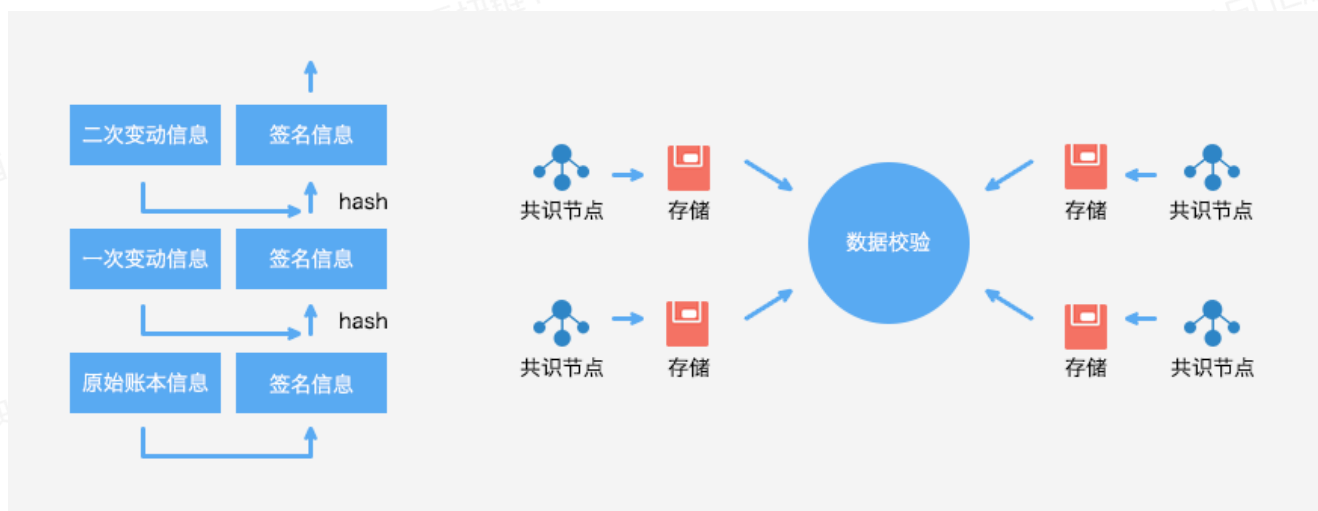 二次变动信息 签名信息
hash
一次变动信息 签名信息
hash
原始账本信息 签名信息
共识节点 存储
共识节点 存储
数据校验
存储 共识节点
存储 共识节点